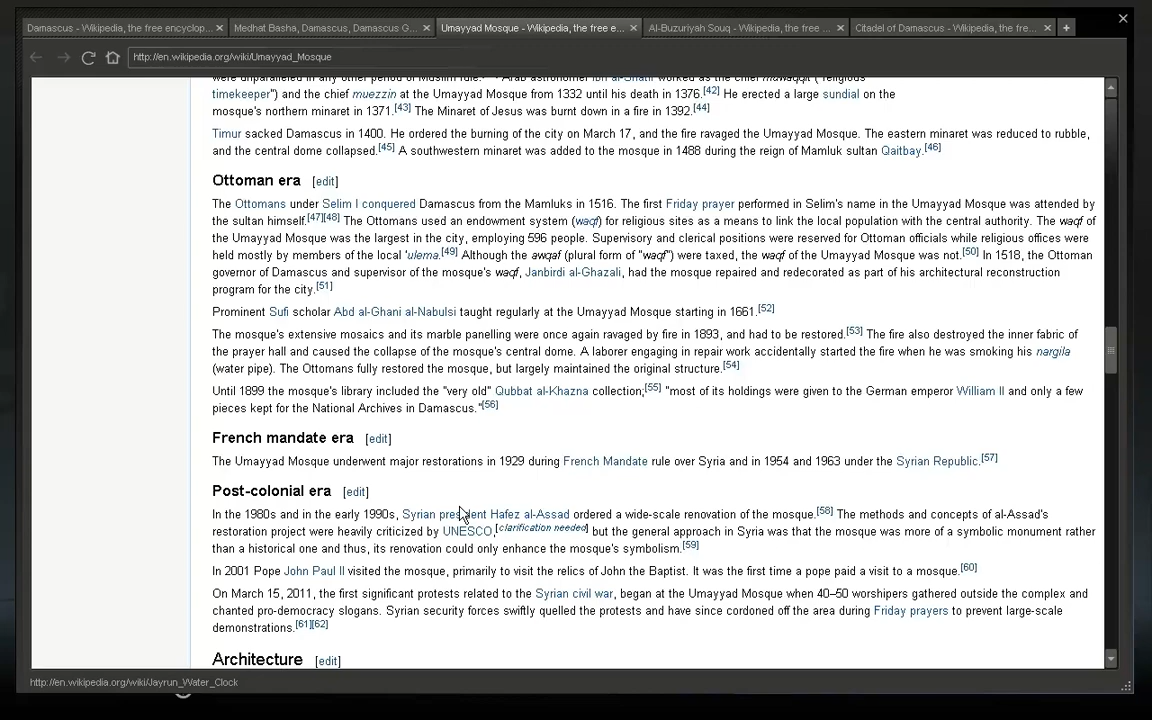 Damascus - Wikipedia, the free encyclop...
Medhat Basha, Damascus, Damascus G...
Umayyad Mosque - Wikipedia, the free e...
Al-Buzuriyah Souq - Wikipedia, the free ...
Citadel of Damascus - Wikipedia, the fre...
http://en.wikipedia.org/wiki/Umayyad_Mosque
were unparalleled in any other period of Muslim rule." Arab astronomer Ibn al-Shatir worked as the chief muwaqqit ("religious
timekeeper") and the chief muezzin at the Umayyad Mosque from 1332 until his death in 1376.[42] He erected a large sundial on the
mosque's northern minaret in 1371.[43] The Minaret of Jesus was burnt down in a fire in 1392.[44]
Timur sacked Damascus in 1400. He ordered the burning of the city on March 17, and the fire ravaged the Umayyad Mosque. The eastern minaret was reduced to rubble,
and the central dome collapsed.[45] A southwestern minaret was added to the mosque in 1488 during the reign of Mamluk sultan Qaitbay.[46]
Ottoman era [edit]
The Ottomans under Selim I conquered Damascus from the Mamluks in 1516. The first Friday prayer performed in Selim's name in the Umayyad Mosque was attended by
the sultan himself.[47][48] The Ottomans used an endowment system (waqf) for religious sites as a means to link the local population with the central authority. The waqf of
the Umayyad Mosque was the largest in the city, employing 596 people. Supervisory and clerical positions were reserved for Ottoman officials while religious offices were
held mostly by members of the local 'ulema.[49] Although the awqaf (plural form of "waqf") were taxed, the waqf of the Umayyad Mosque was not.[50] In 1518, the Ottoman
governor of Damascus and supervisor of the mosque's waqf, Janbirdi al-Ghazali, had the mosque repaired and redecorated as part of his architectural reconstruction
program for the city.[51]
Prominent Sufi scholar Abd al-Ghani al-Nabulsi taught regularly at the Umayyad Mosque starting in 1661.[52]
The mosque's extensive mosaics and its marble panelling were once again ravaged by fire in 1893, and had to be restored.[53] The fire also destroyed the inner fabric of
the prayer hall and caused the collapse of the mosque's central dome. A laborer engaging in repair work accidentally started the fire when he was smoking his nargila
(water pipe). The Ottomans fully restored the mosque, but largely maintained the original structure.[54]
Until 1899 the mosque's library included the "very old" Qubbat al-Khazna collection;[55] "most of its holdings were given to the German emperor William II and only a few
pieces kept for the National Archives in Damascus."[56]
French mandate era [edit]
The Umayyad Mosque underwent major restorations in 1929 during French Mandate rule over Syria and in 1954 and 1963 under the Syrian Republic.[57]
Post-colonial era [edit]
In the 1980s and in the early 1990s, Syrian president Hafez al-Assad ordered a wide-scale renovation of the mosque.[58] The methods and concepts of al-Assad's
restoration project were heavily criticized by UNESCO,[clarification needed] but the general approach in Syria was that the mosque was more of a symbolic monument rather
than a historical one and thus, its renovation could only enhance the mosque's symbolism.[59]
In 2001 Pope John Paul II visited the mosque, primarily to visit the relics of John the Baptist. It was the first time a pope paid a visit to a mosque.[60]
On March 15, 2011, the first significant protests related to the Syrian civil war, began at the Umayyad Mosque when 40–50 worshipers gathered outside the complex and
chanted pro-democracy slogans. Syrian security forces swiftly quelled the protests and have since cordoned off the area during Friday prayers to prevent large-scale
demonstrations.[61][62]
Architecture [edit]
http://en.wikipedia.org/wiki/Jayrun_Water_Clock